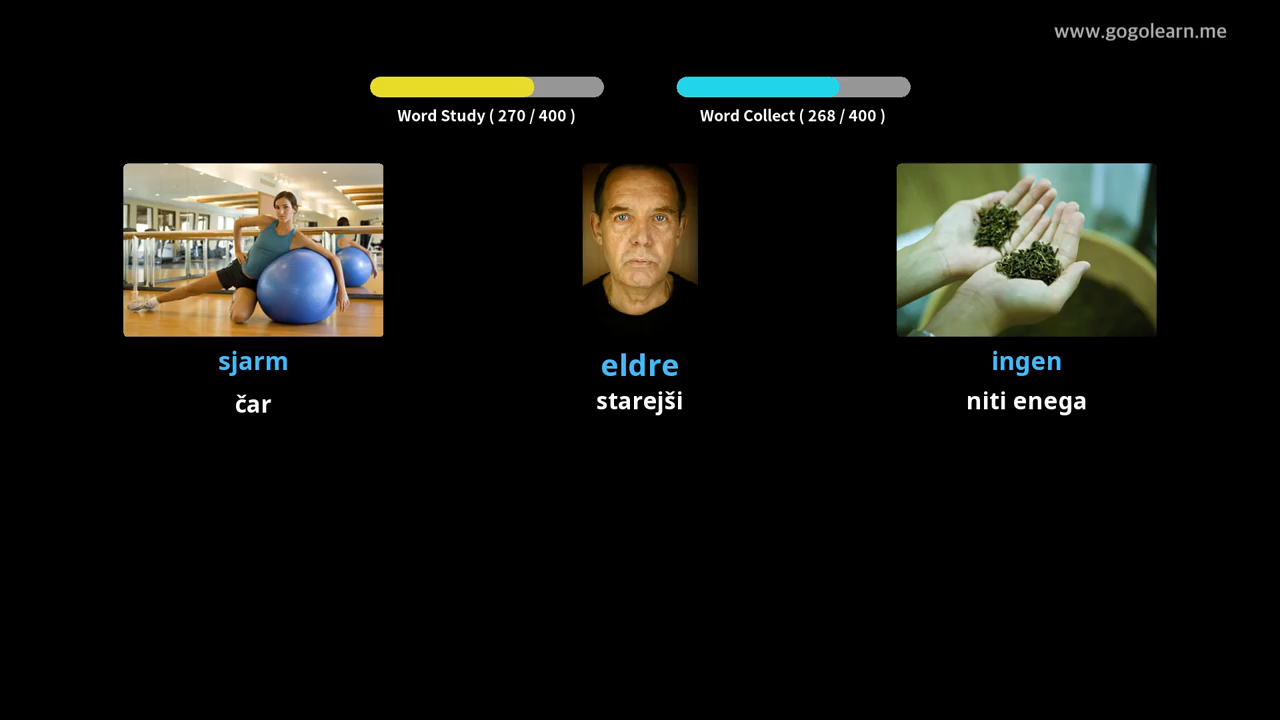 www.gogolearn.me
Word Study ( 270 / 400 )
Word Collect ( 268 / 400 )
sjarm
čar
eldre
starejši
ingen
niti enega